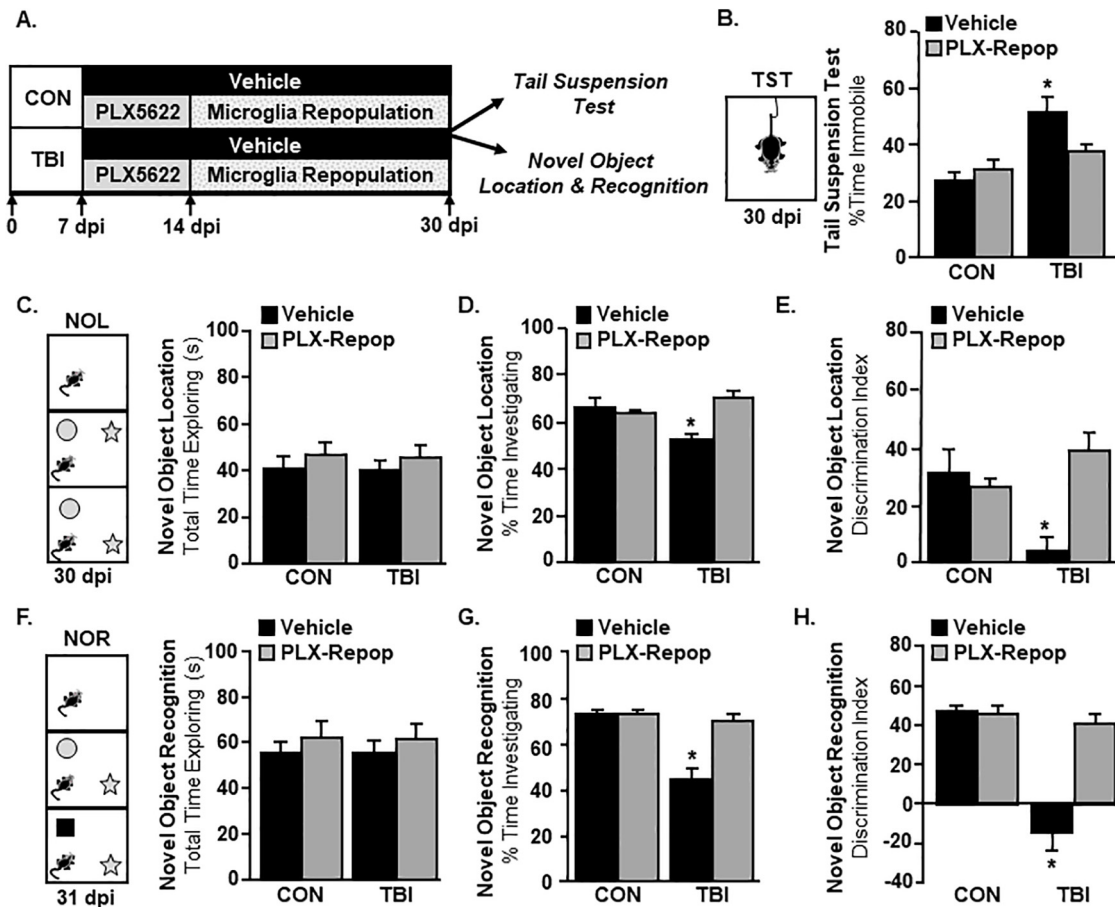 A.
CON
TBI
Vehicle
PLX5622 Microglia Repopulation
Vehicle
PLX5622 Microglia Repopulation
0 7 dpi 14dpi 30 dpi
Tail Suspension
Test
Novel Object
Location & Recognition
B.
TST
30 dpi
Vehicle
PLX-Repop
Tail Suspension Test
%Time Immobile
80
60
40
20
0
*
CON TBI
C.
NOL
30 dpi
Vehicle
PLX-Repop
Novel Object Location
Total Time Exploring (s)
100
80
60
40
20
0
CON TBI
D.
Vehicle
PLX-Repop
Novel Object Location
% Time Investigating
100
80
60
40
20
0
*
CON TBI
E.
Vehicle
PLX-Repop
Novel Object Location
Discrimination Index
80
60
40
20
0
*
CON TBI
F.
NOR
31 dpi
Vehicle
PLX-Repop
Novel Object Recognition
Total Time Exploring (s)
100
80
60
40
20
0
CON TBI
G.
Vehicle
PLX-Repop
Novel Object Recognition
% Time Investigating
100
80
60
40
20
0
*
CON TBI
H.
Vehicle
PLX-Repop
Novel Object Recognition
Discrimination Index
80
60
40
20
0
-20
-40
*
CON TBI